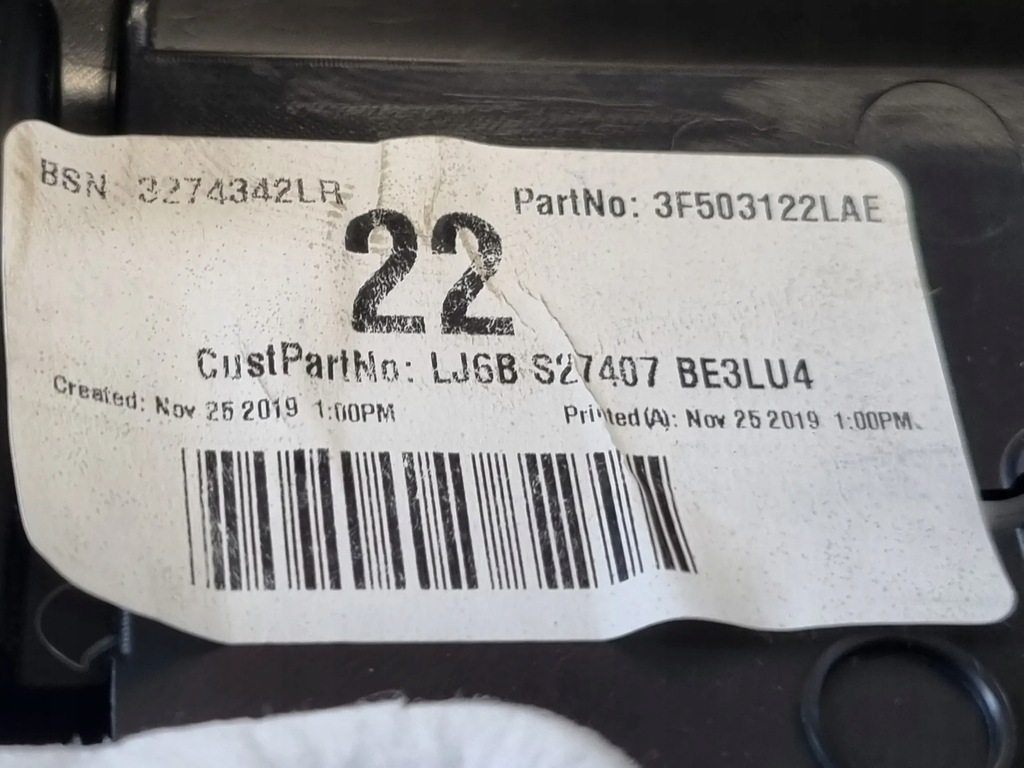 BSN 3274342LR PartNo: 3F503122LAE
22
CustPartNo: LJ6B S27407 BE3LU4
Created: Nov 25 2019 1:00PM Printed(A): Nov 25 2019 1:00PM